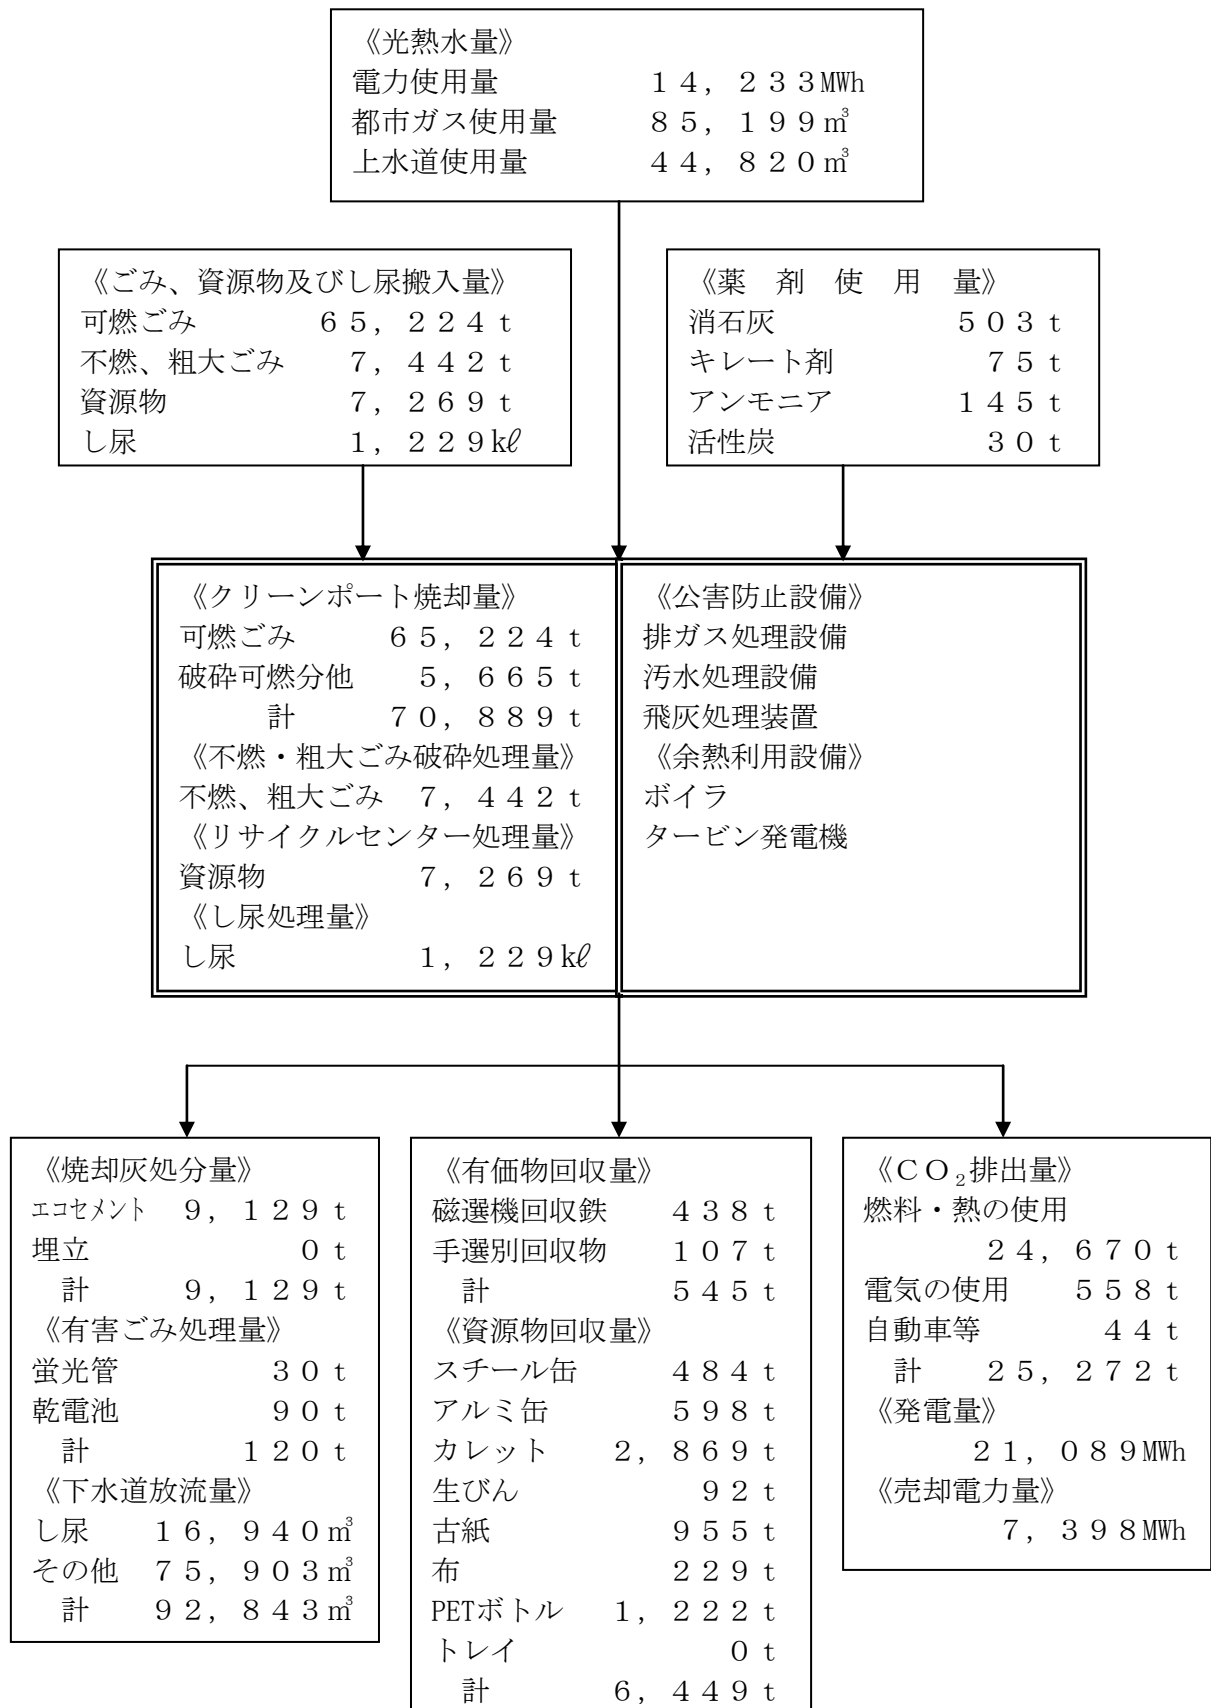 《光熱水量》
電力使用量 １４，２３３MWh
都市ガス使用量 ８５，１９９㎥
上水道使用量 ４４，８２０㎥
《ごみ、資源物及びし尿搬入量》
可燃ごみ ６５，２２４ｔ
不燃、粗大ごみ ７，４４２ｔ
資源物 ７，２６９ｔ
し尿 １，２２９kℓ
《薬 剤 使 用 量》
消石灰 ５０３ｔ
キレート剤 ７５ｔ
アンモニア １４５ｔ
活性炭 ３０ｔ
《クリーンポート焼却量》
可燃ごみ ６５，２２４ｔ
破砕可燃分他 ５，６６５ｔ
計 ７０，８８９ｔ
《不燃・粗大ごみ破砕処理量》
不燃、粗大ごみ ７，４４２ｔ
《リサイクルセンター処理量》
資源物 ７，２６９ｔ
《し尿処理量》
し尿 １，２２９kℓ
《公害防止設備》
排ガス処理設備
汚水処理設備
飛灰処理装置
《余熱利用設備》
ボイラ
タービン発電機
《焼却灰処分量》
エコセメント ９，１２９ｔ
埋立 ０ｔ
計 ９，１２９ｔ
《有害ごみ処理量》
蛍光管 ３０ｔ
乾電池 ９０ｔ
計 １２０ｔ
《下水道放流量》
し尿 １６，９４０㎥
その他 ７５，９０３㎥
計 ９２，８４３㎥
《有価物回収量》
磁選機回収鉄 ４３８ｔ
手選別回収物 １０７ｔ
計 ５４５ｔ
《資源物回収量》
スチール缶 ４８４ｔ
アルミ缶 ５９８ｔ
カレット ２，８６９ｔ
生びん ９２ｔ
古紙 ９５５ｔ
布 ２２９ｔ
PETボトル １，２２２ｔ
トレイ ０ｔ
計 ６，４４９ｔ
《ＣＯ₂排出量》
燃料・熱の使用
２４，６７０ｔ
電気の使用 ５５８ｔ
自動車等 ４４ｔ
計 ２５，２７２ｔ
《発電量》
２１，０８９MWh
《売却電力量》
７，３９８MWh